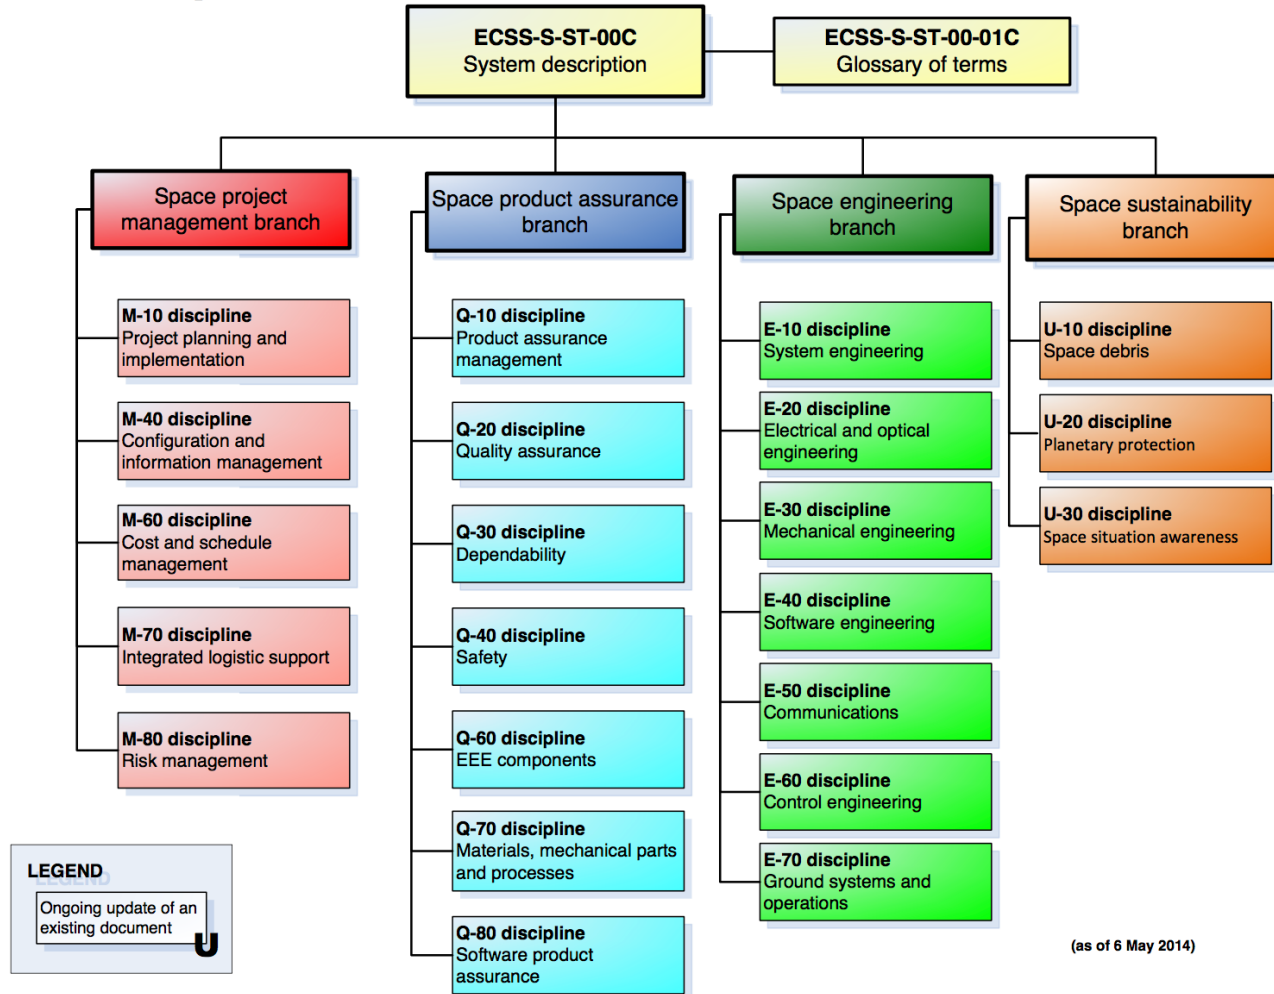 ECSS-S-ST-00C
System description
ECSS-S-ST-00-01C
Glossary of terms
Space project
management branch
M-10 discipline
Project planning and
implementation
M-40 discipline
Configuration and
information management
M-60 discipline
Cost and schedule
management
M-70 discipline
Integrated logistic support
M-80 discipline
Risk management
Space product assurance
branch
Q-10 discipline
Product assurance
management
Q-20 discipline
Quality assurance
Q-30 discipline
Dependability
Q-40 discipline
Safety
Q-60 discipline
EEE components
Q-70 discipline
Materials, mechanical parts
and processes
Q-80 discipline
Software product
assurance
Space engineering
branch
E-10 discipline
System engineering
E-20 discipline
Electrical and optical
engineering
E-30 discipline
Mechanical engineering
E-40 discipline
Software engineering
E-50 discipline
Communications
E-60 discipline
Control engineering
E-70 discipline
Ground systems and
operations
Space sustainability
branch
U-10 discipline
Space debris
U-20 discipline
Planetary protection
U-30 discipline
Space situation awareness
LEGEND
Ongoing update of an
existing document
U
(as of 6 May 2014)